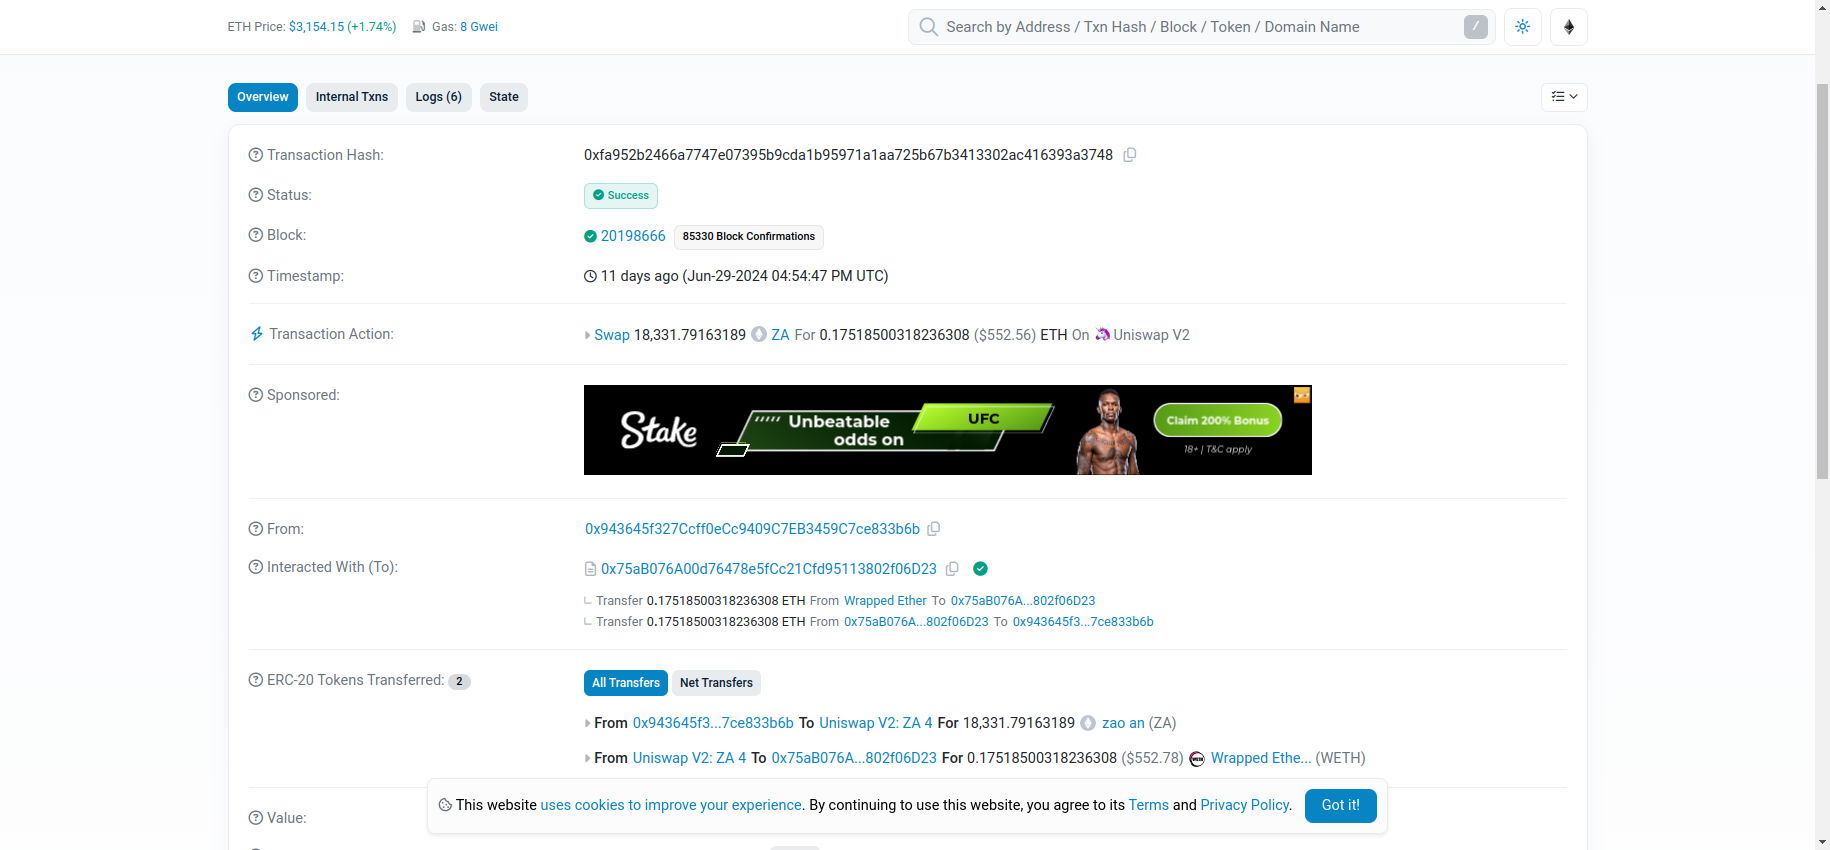 ETH Price: $3,154.15 (+1.74%) Gas: 8 Gwei
Search by Address / Txn Hash / Block / Token / Domain Name /
Overview Internal Txns Logs (6) State
Transaction Hash: 0xfa952b2466a7747e07395b9cda1b95971a1aa725b67b3413302ac416393a3748
Status: Success
Block: 20198666 85330 Block Confirmations
Timestamp: 11 days ago (Jun-29-2024 04:54:47 PM UTC)
Transaction Action: Swap 18,331.79163189 ZA For 0.17518500318236308 ($552.56) ETH On Uniswap V2
Sponsored:
Stake
Unbeatable
odds on
UFC
Claim 200% Bonus
18+ | T&C apply
From: 0x943645f327Ccff0eCc9409C7EB3459C7ce833b6b
Interacted With (To): 0x75aB076A00d76478e5fCc21Cfd95113802f06D23
Transfer 0.17518500318236308 ETH From Wrapped Ether To 0x75aB076A...802f06D23
Transfer 0.17518500318236308 ETH From 0x75aB076A...802f06D23 To 0x943645f3...7ce833b6b
ERC-20 Tokens Transferred: 2
All Transfers Net Transfers
From 0x943645f3...7ce833b6b To Uniswap V2: ZA 4 For 18,331.79163189 zao an (ZA)
From Uniswap V2: ZA 4 To 0x75aB076A...802f06D23 For 0.17518500318236308 ($552.78) Wrapped Ethe... (WETH)
This website uses cookies to improve your experience. By continuing to use this website, you agree to its Terms and Privacy Policy. Got it!
Value: